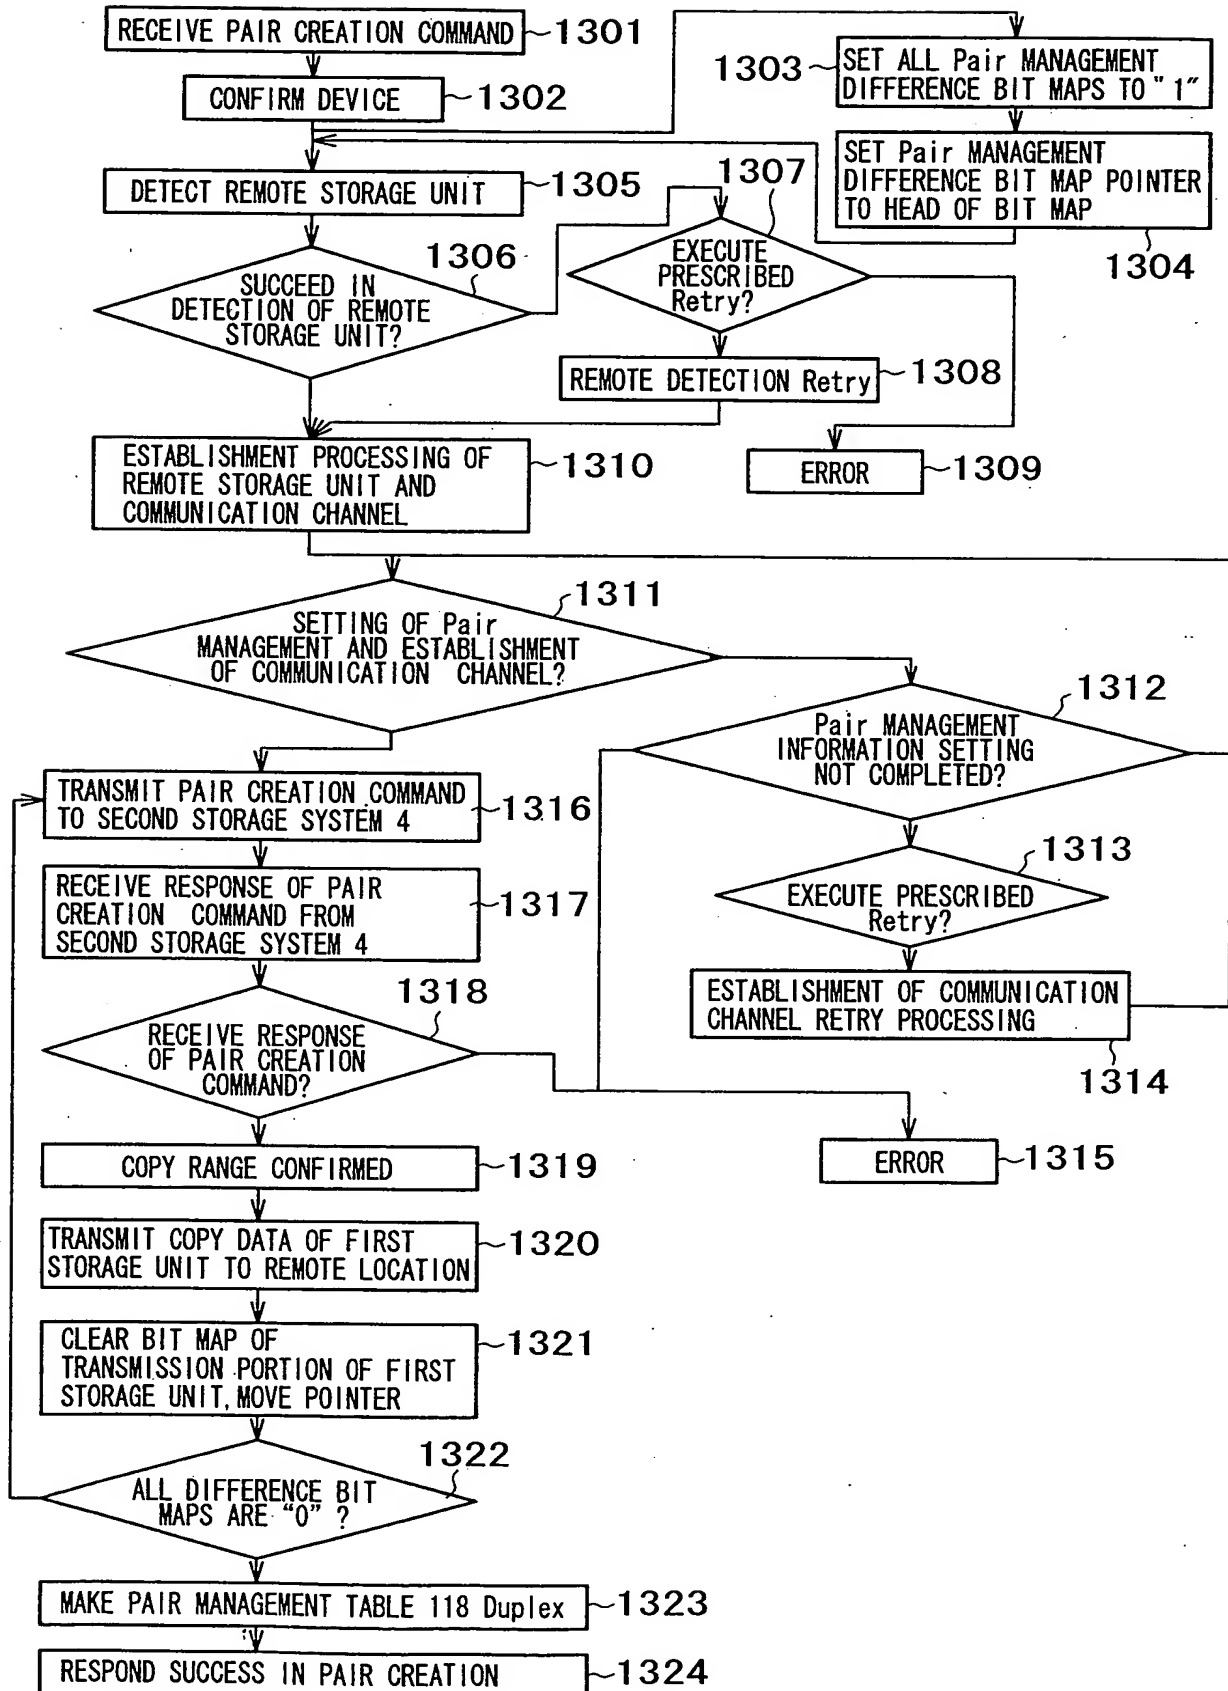 RECEIVE PAIR CREATION COMMAND
1301
CONFIRM DEVICE
1302
1303
SET ALL Pair MANAGEMENT
DIFFERENCE BIT MAPS TO "1"
SET Pair MANAGEMENT
DIFFERENCE BIT MAP POINTER
TO HEAD OF BIT MAP
1304
DETECT REMOTE STORAGE UNIT
1305
1306
SUCCEED IN
DETECTION OF REMOTE
STORAGE UNIT?
1307
EXECUTE
PRESCRIBED
Retry?
REMOTE DETECTION Retry
1308
ERROR
1309
ESTABLISHMENT PROCESSING OF
REMOTE STORAGE UNIT AND
COMMUNICATION CHANNEL
1310
1311
SETTING OF Pair
MANAGEMENT AND ESTABLISHMENT
OF COMMUNICATION CHANNEL?
1312
Pair MANAGEMENT
INFORMATION SETTING
NOT COMPLETED?
1313
EXECUTE PRESCRIBED
Retry?
ESTABLISHMENT OF COMMUNICATION
CHANNEL RETRY PROCESSING
1314
ERROR
1315
TRANSMIT PAIR CREATION COMMAND
TO SECOND STORAGE SYSTEM 4
1316
RECEIVE RESPONSE OF PAIR
CREATION COMMAND FROM
SECOND STORAGE SYSTEM 4
1317
1318
RECEIVE RESPONSE
OF PAIR CREATION
COMMAND?
COPY RANGE CONFIRMED
1319
TRANSMIT COPY DATA OF FIRST
STORAGE UNIT TO REMOTE LOCATION
1320
CLEAR BIT MAP OF
TRANSMISSION PORTION OF FIRST
STORAGE UNIT, MOVE POINTER
1321
1322
ALL DIFFERENCE BIT
MAPS ARE "0" ?
MAKE PAIR MANAGEMENT TABLE 118 Duplex
1323
RESPOND SUCCESS IN PAIR CREATION
1324